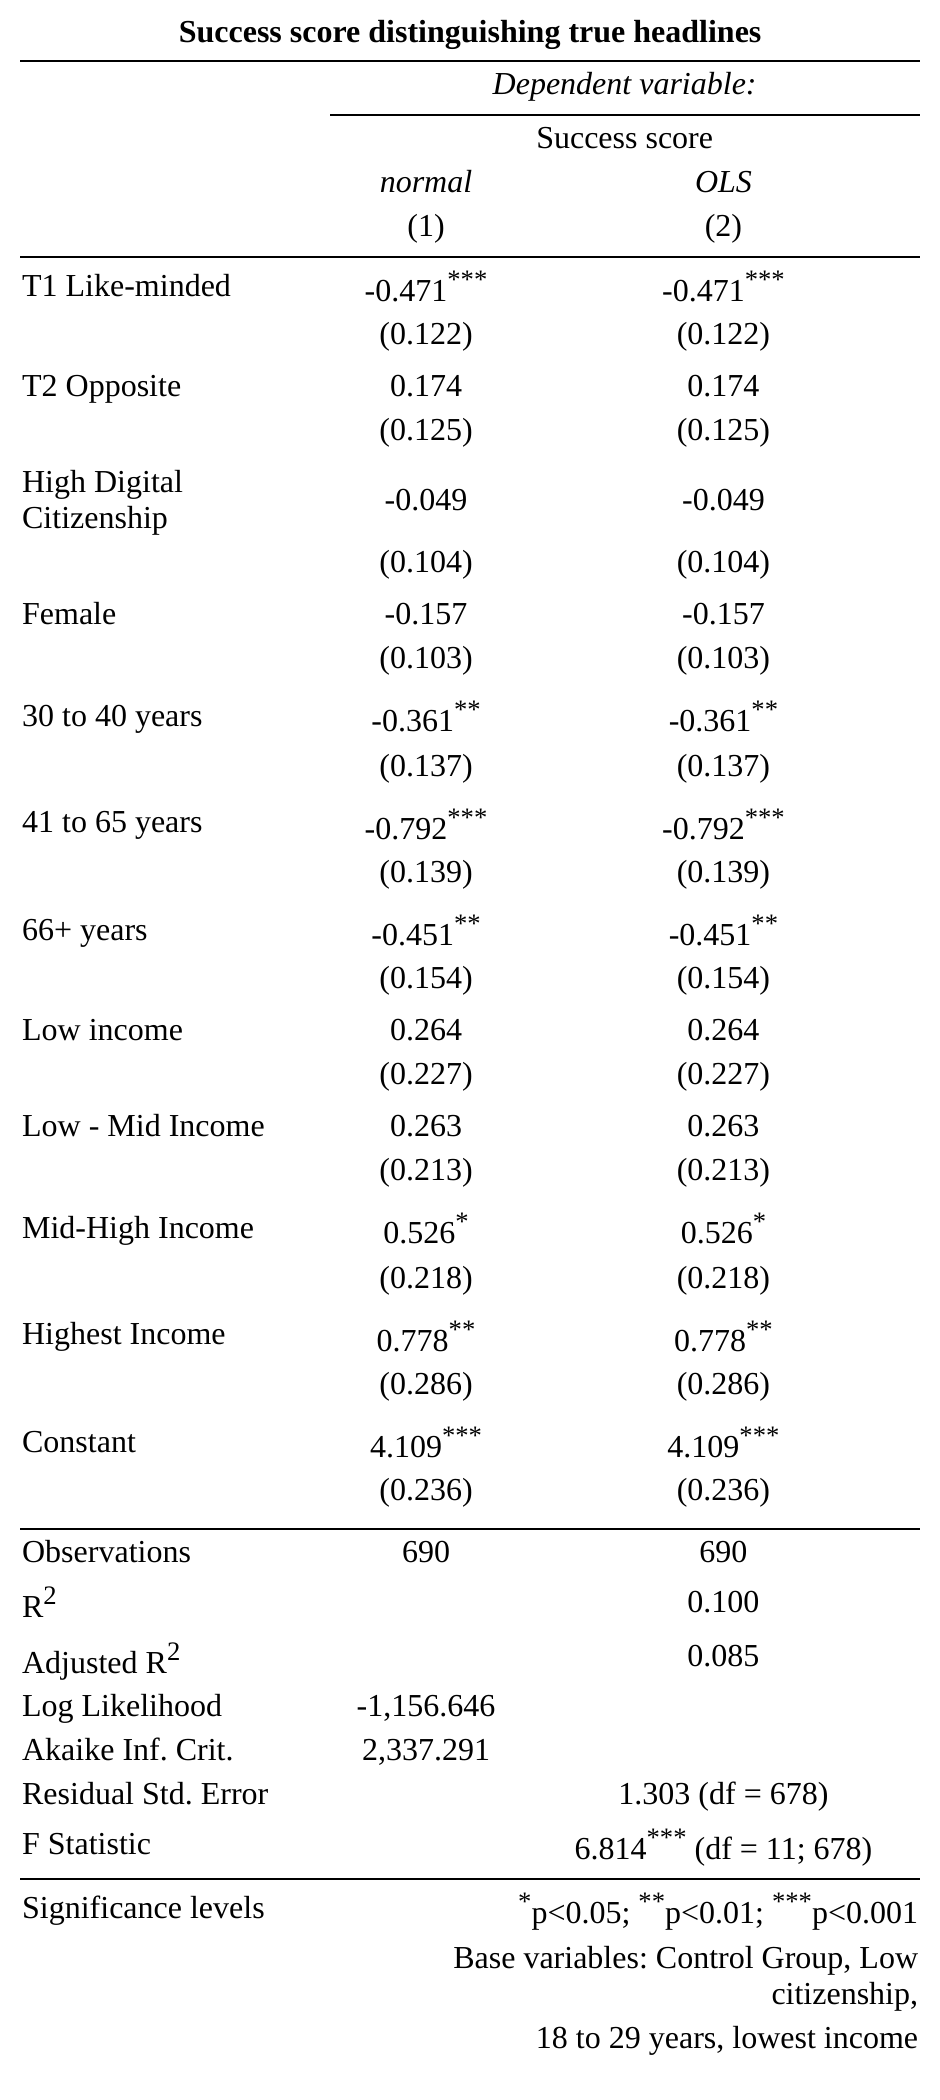 Success score distinguishing true headlines
Dependent variable:
Success score
normal OLS
(1) (2)
T1 Like-minded -0.471*** -0.471***
(0.122) (0.122)
T2 Opposite 0.174 0.174
(0.125) (0.125)
High Digital
Citizenship -0.049 -0.049
(0.104) (0.104)
Female -0.157 -0.157
(0.103) (0.103)
30 to 40 years -0.361** -0.361**
(0.137) (0.137)
41 to 65 years -0.792*** -0.792***
(0.139) (0.139)
66+ years -0.451** -0.451**
(0.154) (0.154)
Low income 0.264 0.264
(0.227) (0.227)
Low - Mid Income 0.263 0.263
(0.213) (0.213)
Mid-High Income 0.526* 0.526*
(0.218) (0.218)
Highest Income 0.778** 0.778**
(0.286) (0.286)
Constant 4.109*** 4.109***
(0.236) (0.236)
Observations 690 690
R2 0.100
Adjusted R2 0.085
Log Likelihood -1,156.646
Akaike Inf. Crit. 2,337.291
Residual Std. Error 1.303 (df = 678)
F Statistic 6.814*** (df = 11; 678)
Significance levels *p<0.05; **p<0.01; ***p<0.001
Base variables: Control Group, Low
citizenship,
18 to 29 years, lowest income